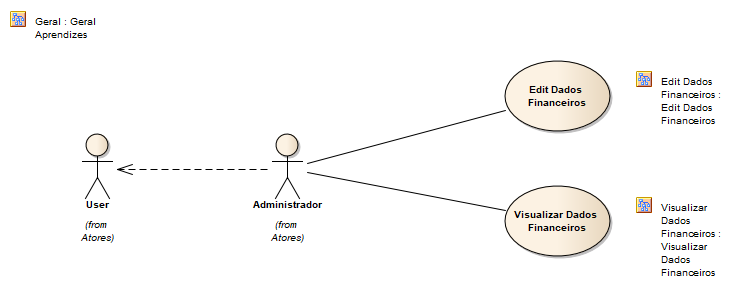 Geral : Geral
Aprendizes
Edit Dados
Financeiros
Edit Dados
Financeiros :
Edit Dados
Financeiros
User
(from
Atores)
Administrador
(from
Atores)
Visualizar Dados
Financeiros
Visualizar
Dados
Financeiros :
Visualizar
Dados
Financeiros